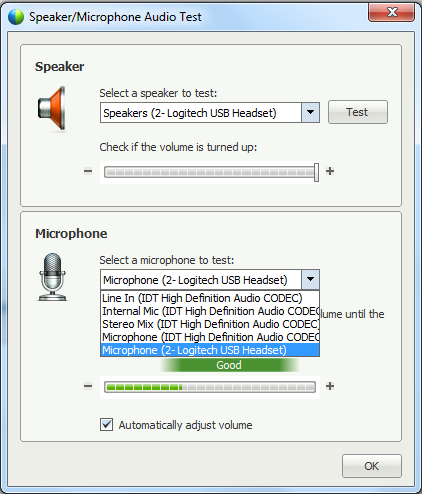 Speaker/Microphone Audio Test
Speaker
Select a speaker to test:
Speakers (2- Logitech USB Headset)
Test
Check if the volume is turned up:
Microphone
Select a microphone to test:
Microphone (2- Logitech USB Headset)
Line In (IDT High Definition Audio CODEC)
Internal Mic (IDT High Definition Audio CODEC)
Stereo Mix (IDT High Definition Audio CODEC)
lume until the
Microphone (IDT High Definition Audio CODEC)
Microphone (2- Logitech USB Headset)
Good
Automatically adjust volume
OK